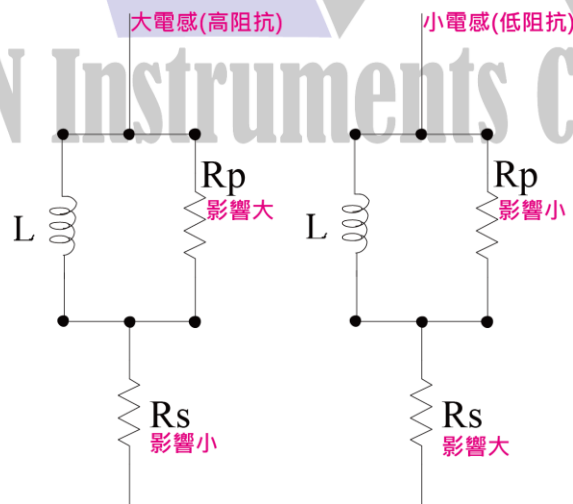 大電感(高阻抗)
小電感(低阻抗)
N Instruments C
Rp
影響大
L
Rs
影響小
Rp
影響小
L
Rs
影響大